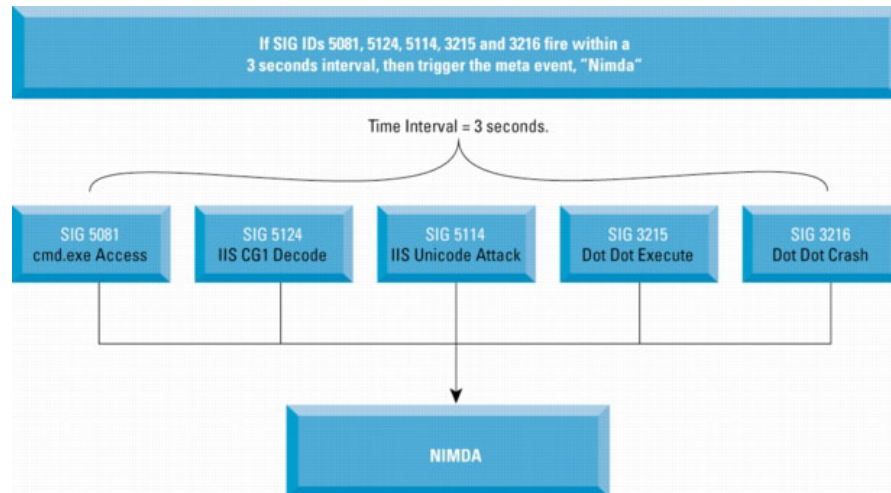 If SIG IDs 5081, 5124, 5114, 3215 and 3216 fire within a
3 seconds interval, then trigger the meta event, "Nimda"
Time Interval = 3 seconds.
SIG 5081
cmd.exe Access
SIG 5124
IIS CG1 Decode
SIG 5114
IIS Unicode Attack
SIG 3215
Dot Dot Execute
SIG 3216
Dot Dot Crash
NIMDA